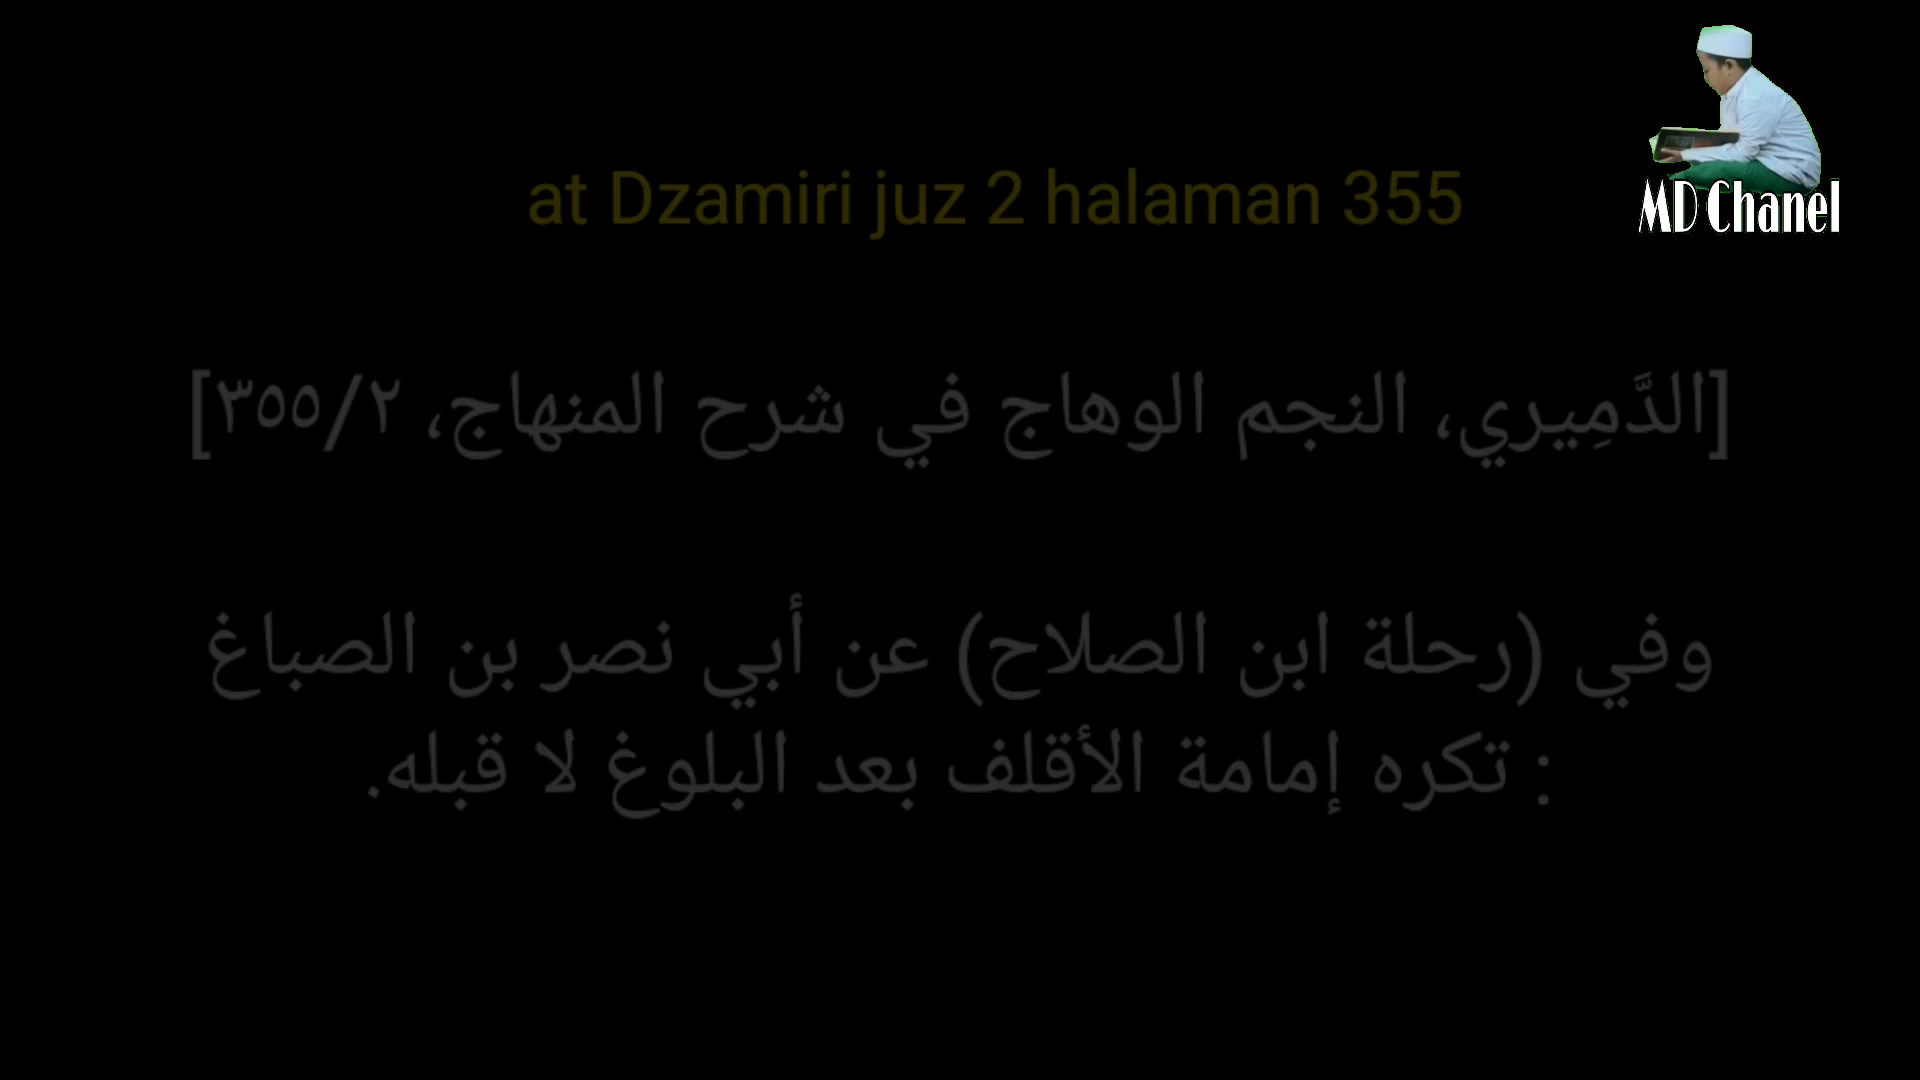 MD Chanel
at Dzamiri juz 2 halaman 355
[الدَّمِيري، النجم الوهاج في شرح المنهاج، ٣٥٥/٢]
وفي (رحلة ابن الصلاح) عن أبي نصر بن الصباغ
: تكره إمامة الأقلف بعد البلوغ لا قبله.